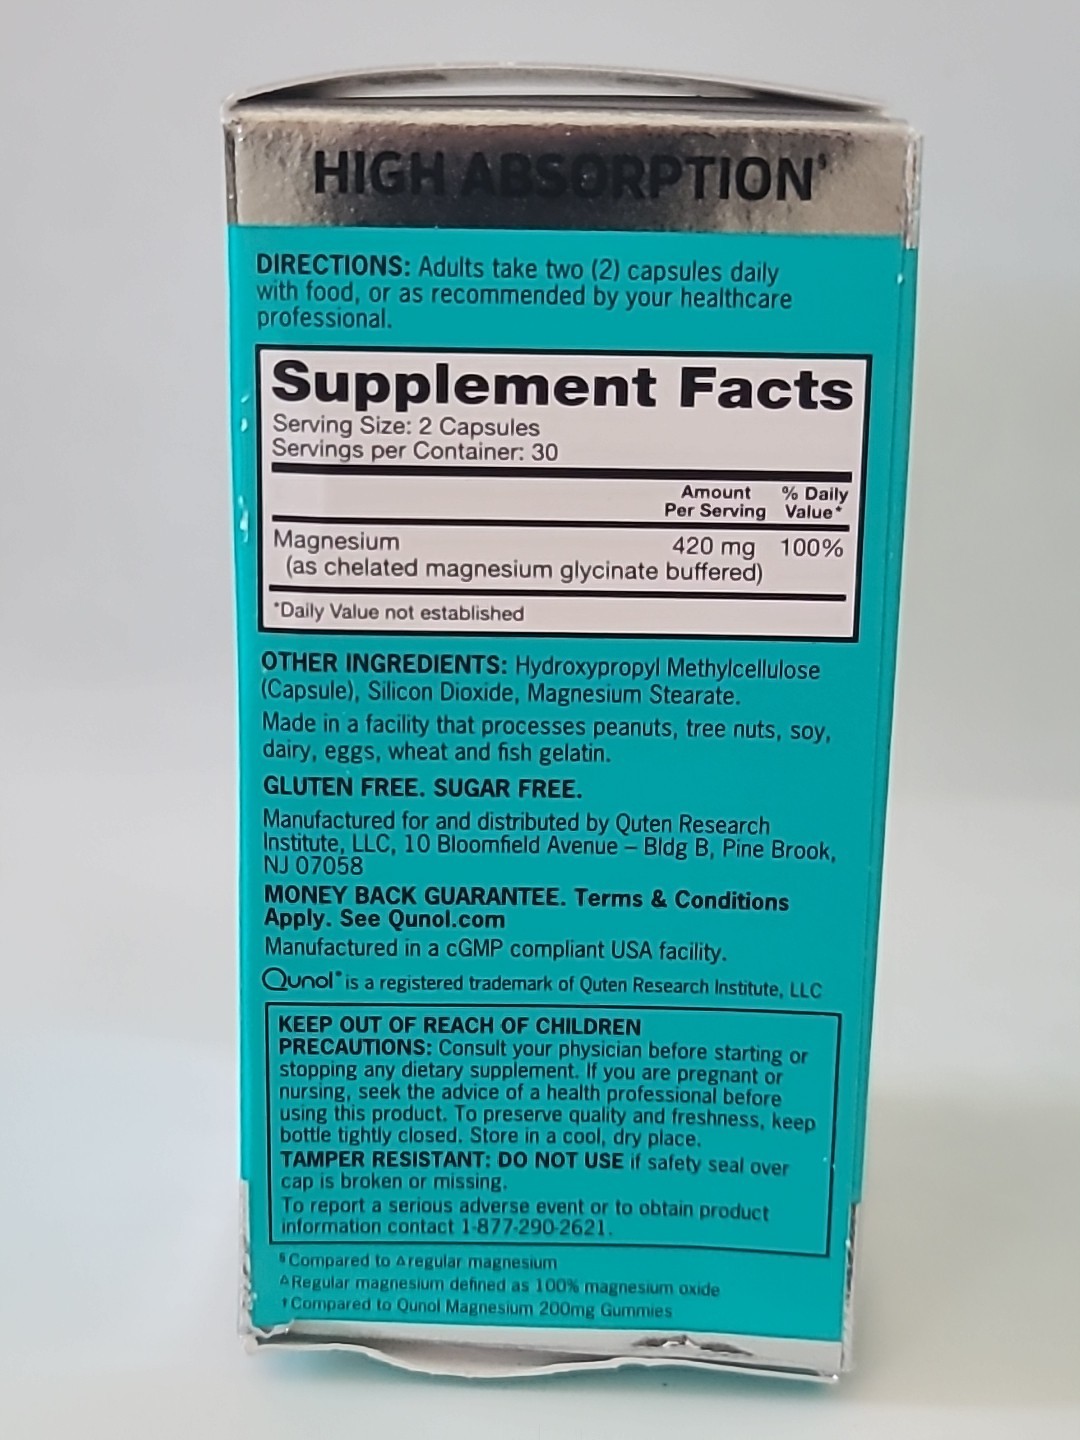 HIGH ABSORPTION§
DIRECTIONS: Adults take two (2) capsules daily
with food, or as recommended by your healthcare
professional.
Supplement Facts
Serving Size: 2 Capsules
Servings per Container: 30
Amount Per Serving % Daily Value*
Magnesium 420 mg 100%
(as chelated magnesium glycinate buffered)
*Daily Value not established
OTHER INGREDIENTS: Hydroxypropyl Methylcellulose
(Capsule), Silicon Dioxide, Magnesium Stearate.
Made in a facility that processes peanuts, tree nuts, soy,
dairy, eggs, wheat and fish gelatin.
GLUTEN FREE. SUGAR FREE.
Manufactured for and distributed by Quten Research
Institute, LLC, 10 Bloomfield Avenue – Bldg B, Pine Brook,
NJ 07058
MONEY BACK GUARANTEE. Terms & Conditions
Apply. See Qunol.com
Manufactured in a cGMP compliant USA facility.
Qunol® is a registered trademark of Quten Research Institute, LLC
KEEP OUT OF REACH OF CHILDREN
PRECAUTIONS: Consult your physician before starting or
stopping any dietary supplement. If you are pregnant or
nursing, seek the advice of a health professional before
using this product. To preserve quality and freshness, keep
bottle tightly closed. Store in a cool, dry place.
TAMPER RESISTANT: DO NOT USE if safety seal over
cap is broken or missing.
To report a serious adverse event or to obtain product
information contact 1-877-290-2621.
§Compared to Δregular magnesium
ΔRegular magnesium defined as 100% magnesium oxide
†Compared to Qunol Magnesium 200mg Gummies